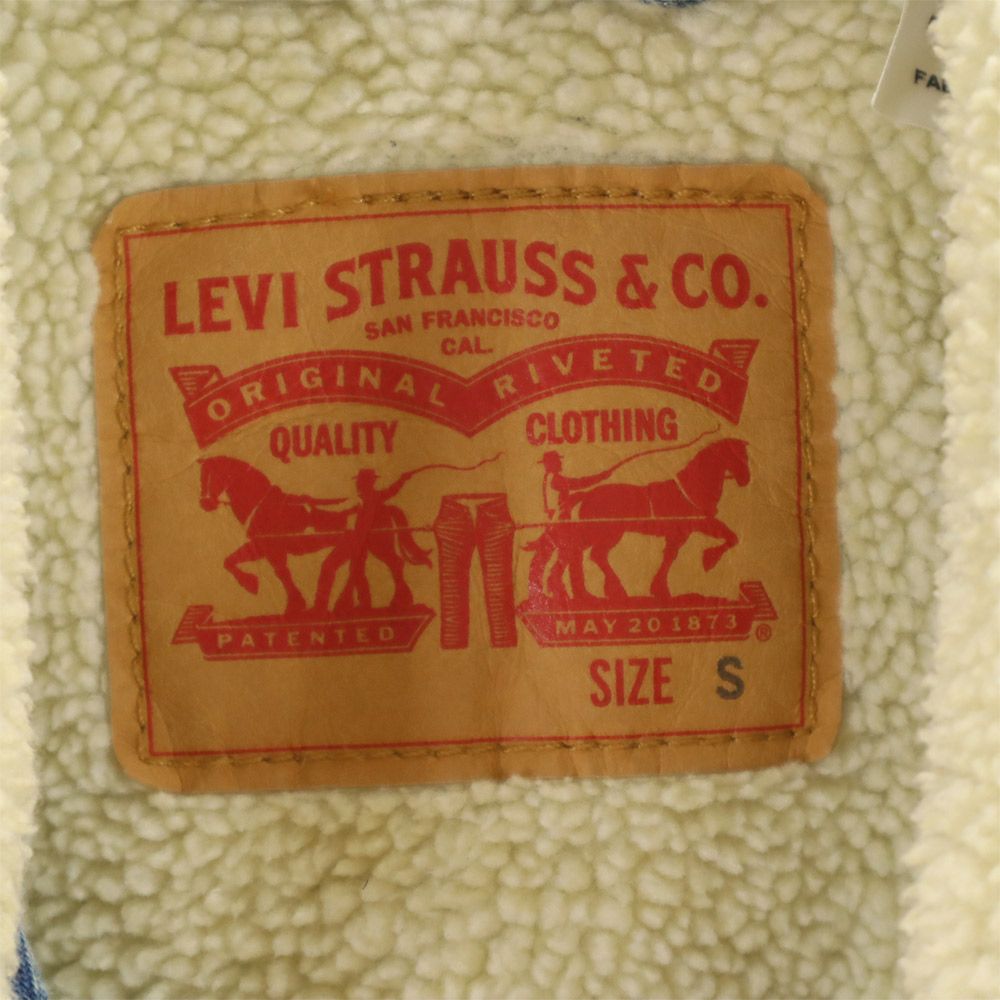 LEVI STRAUSS & CO.
SAN FRANCISCO
CAL.
ORIGINAL RIVETED
QUALITY CLOTHING
PATENTED MAY 20 1873 ®
SIZE S